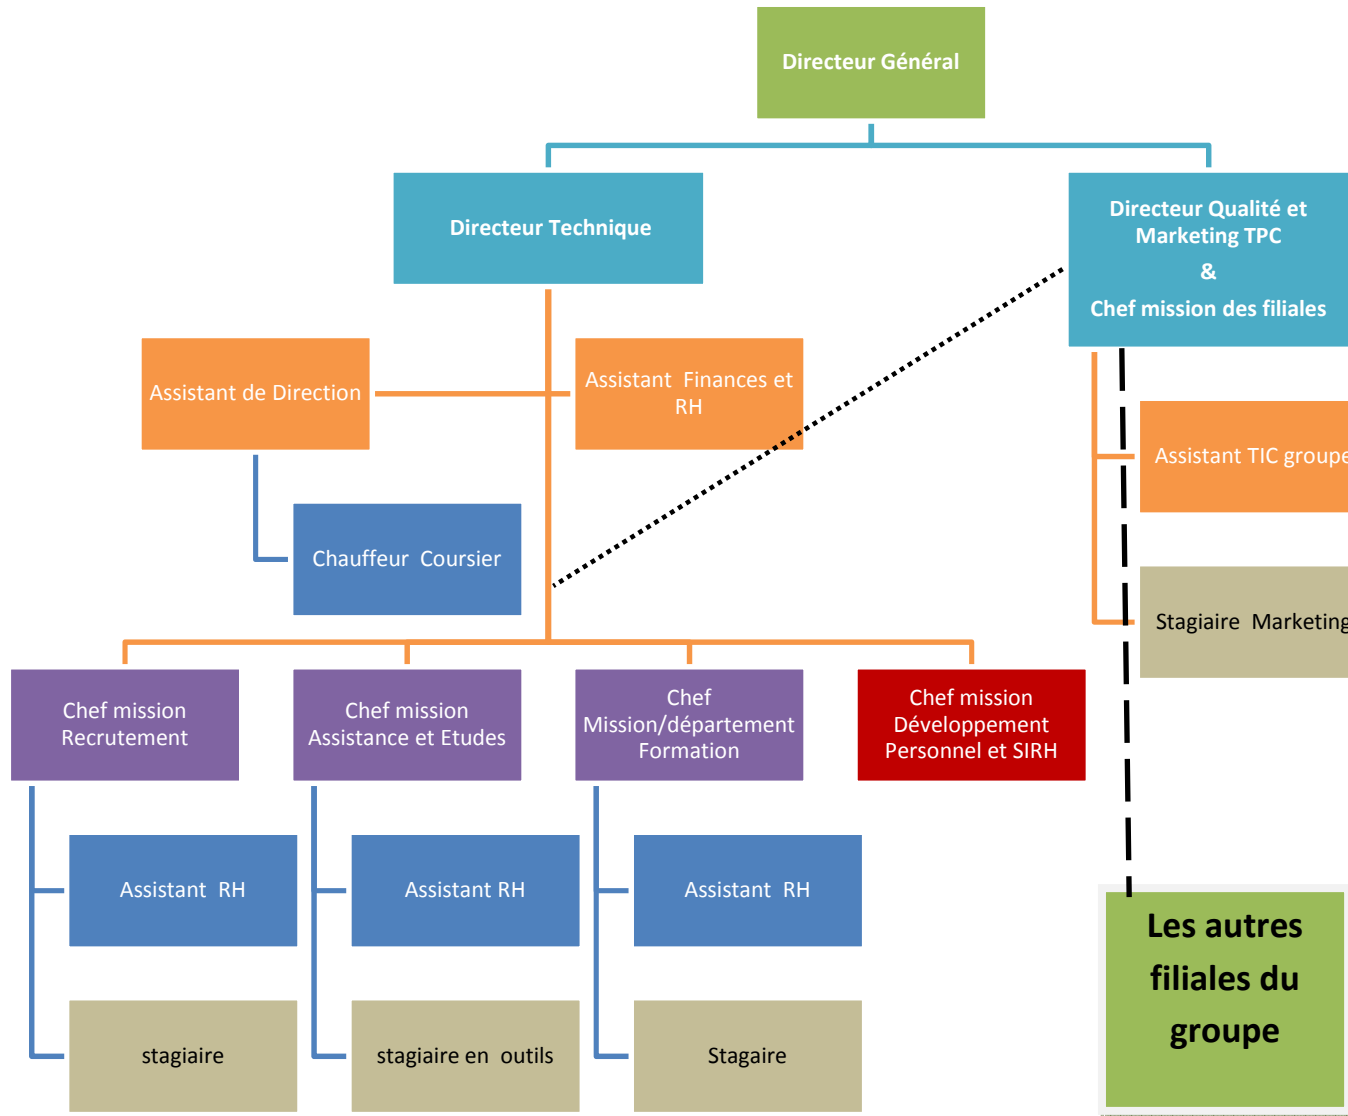 Directeur Général
Directeur Technique
Directeur Qualité et
Marketing TPC
&
Chef mission des filiales
Assistant de Direction
Assistant Finances et
RH
Assistant TIC groupe
Chauffeur Coursier
Stagiaire Marketing
Chef mission
Recrutement
Chef mission
Assistance et Etudes
Chef
Mission/département
Formation
Chef mission
Développement
Personnel et SIRH
Assistant RH
Assistant RH
Assistant RH
Les autres
filiales du
groupe
stagiaire
stagiaire en outils
Stagaire